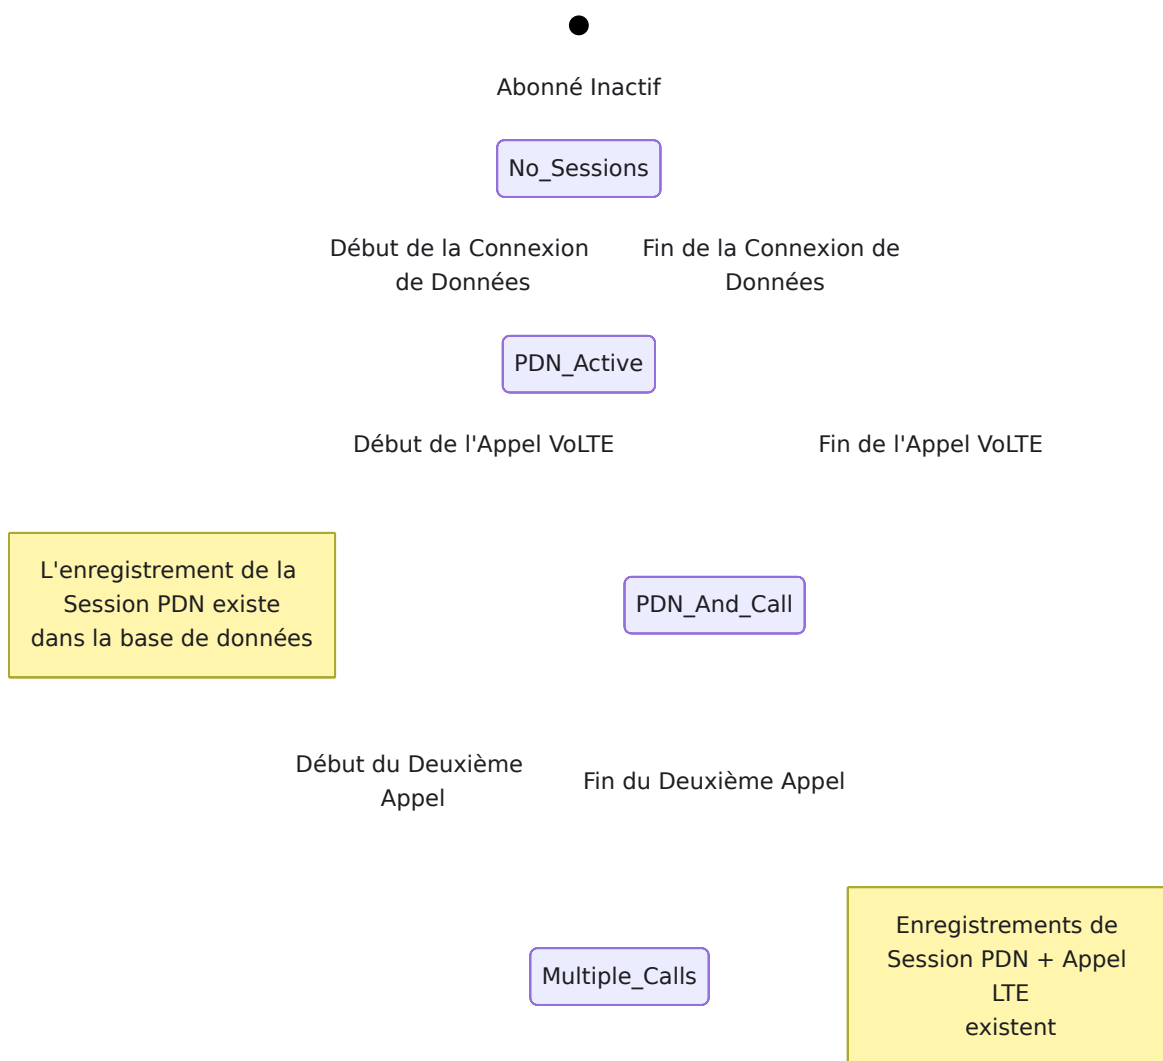 Abonné Inactif
No_Sessions
Début de la Connexion
de Données
Fin de la Connexion de
Données
PDN_Active
Début de l'Appel VoLTE
Fin de l'Appel VoLTE
L'enregistrement de la
Session PDN existe
dans la base de données
PDN_And_Call
Début du Deuxième
Appel
Fin du Deuxième Appel
Multiple_Calls
Enregistrements de
Session PDN + Appel
LTE
existent